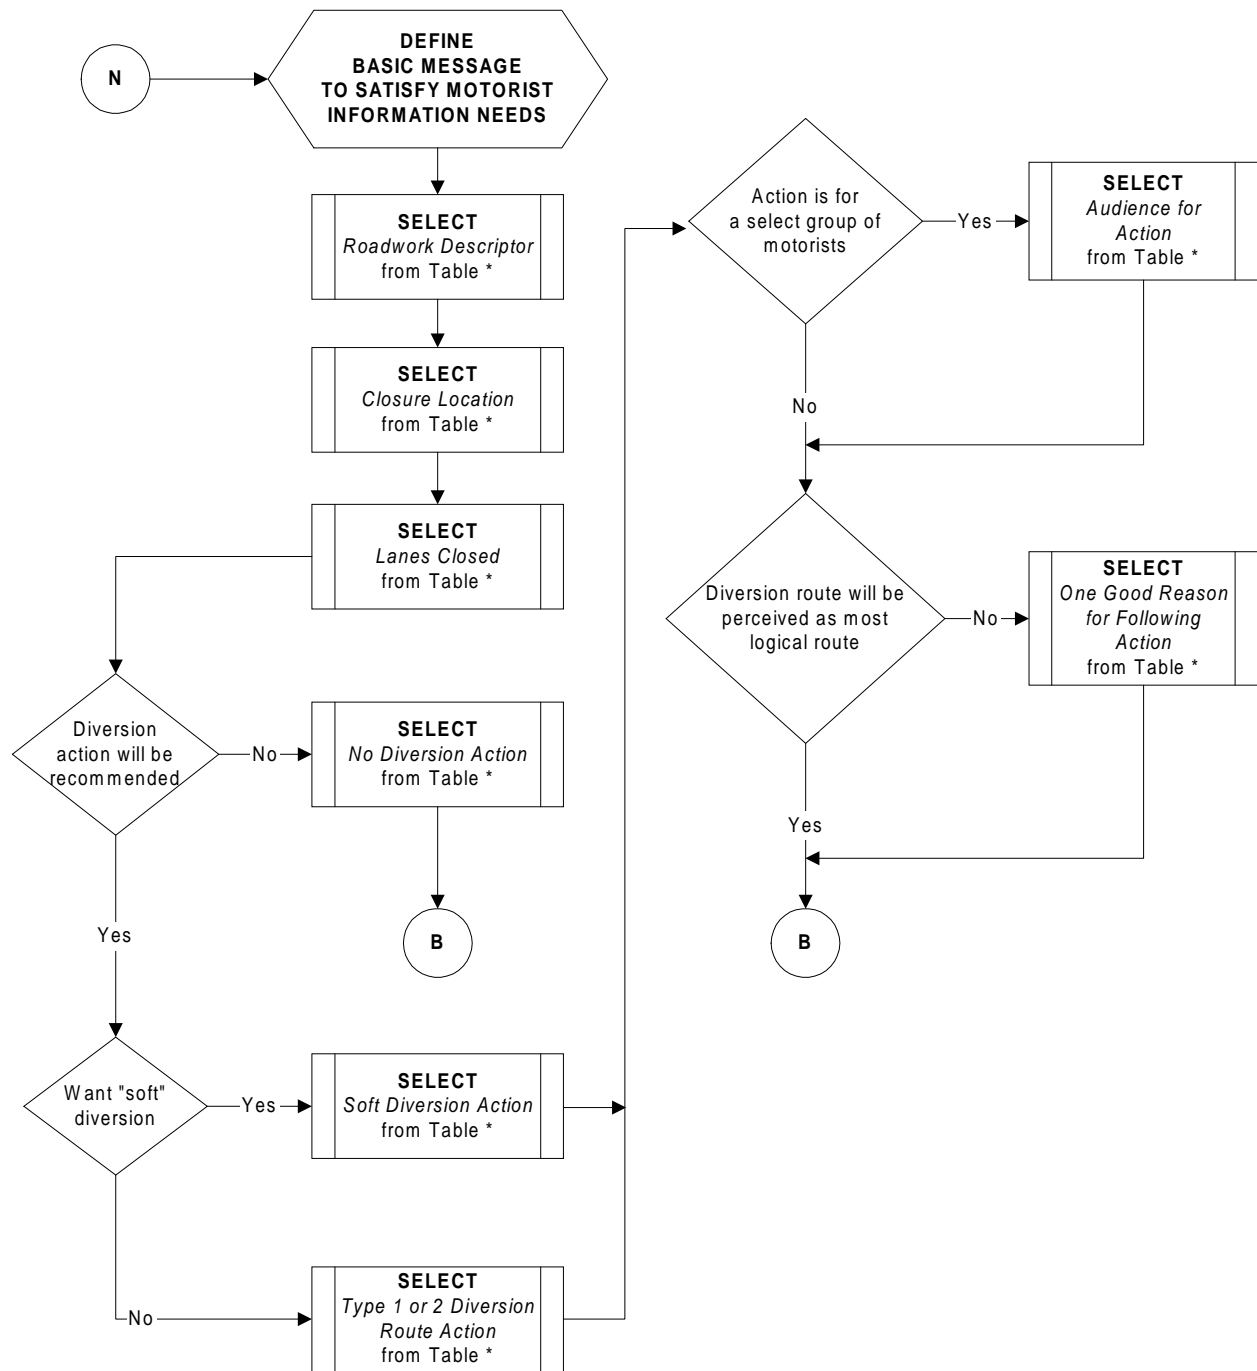 N
DEFINE
BASIC MESSAGE
TO SATISFY MOTORIST
INFORMATION NEEDS
SELECT
Roadwork Descriptor
from Table *
SELECT
Closure Location
from Table *
SELECT
Lanes Closed
from Table *
Diversion
action will be
recommended
No
SELECT
No Diversion Action
from Table *
B
Yes
Want "soft"
diversion
Yes
SELECT
Soft Diversion Action
from Table *
No
SELECT
Type 1 or 2 Diversion
Route Action
from Table *
Action is for
a select group of
motorists
Yes
SELECT
Audience for
Action
from Table *
No
Diversion route will be
perceived as most
logical route
No
SELECT
One Good Reason
for Following
Action
from Table *
Yes
B